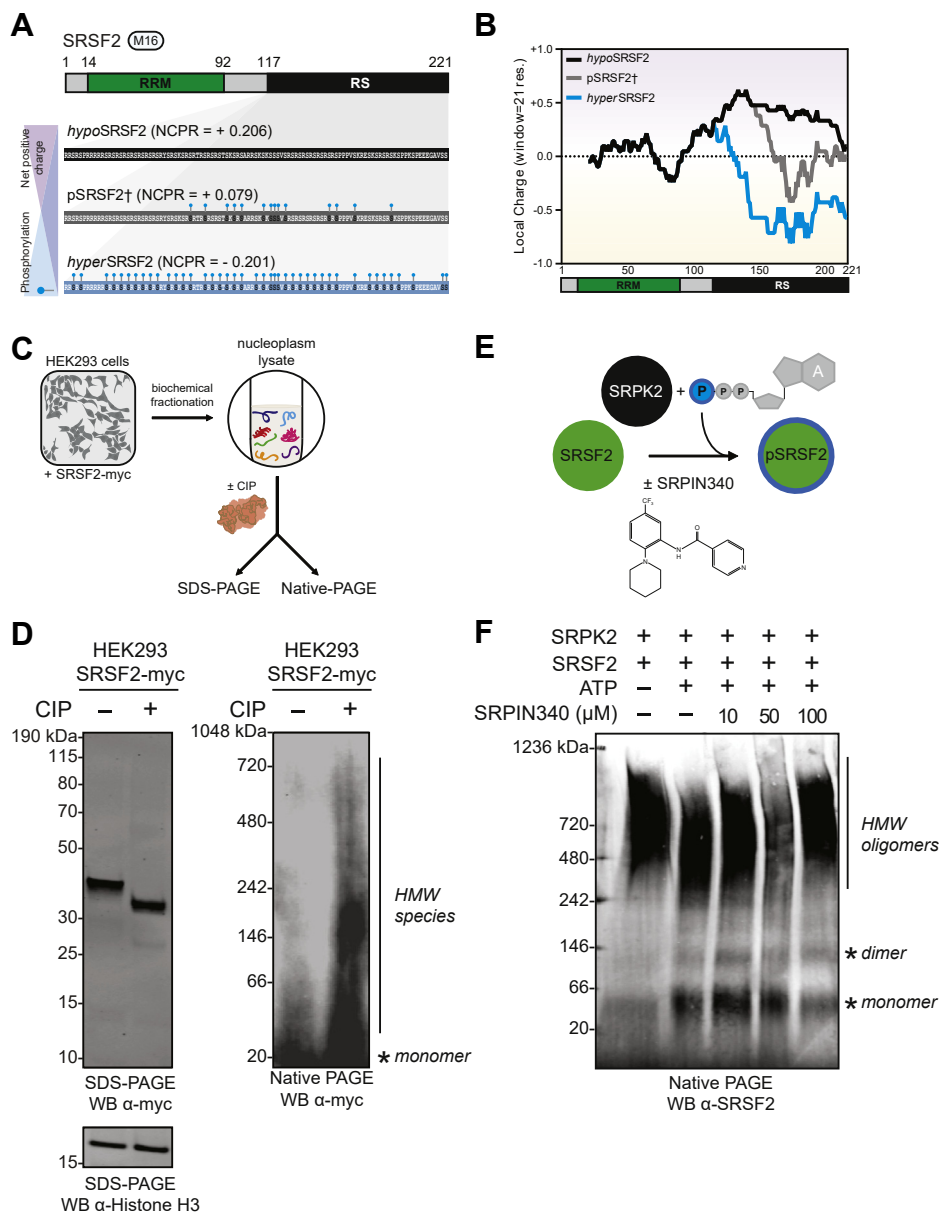 A
SRSF2 M16
1 14 92 117 221
RRM RS
hypoSRSF2 (NCPR = + 0.206)
pSRSF2† (NCPR = + 0.079)
hyperSRSF2 (NCPR = - 0.201)
Net positive
charge
Phosphorylation
B
hypoSRSF2
pSRSF2†
hyperSRSF2
Local Charge (window=21 res.)
+1.0
+0.5
0.0
-0.5
-1.0
1 50 100 150 200 221
RRM RS
C
HEK293 cells
+ SRSF2-myc
biochemical
fractionation
nucleoplasm
lysate
± CIP
SDS-PAGE Native-PAGE
E
SRPK2 + P P P A
SRSF2 pSRSF2
± SRPIN340
CF₃
O
N
H
N
N
D
HEK293
SRSF2-myc
CIP − +
190 kDa
115
80
70
50
30
25
15
10
SDS-PAGE
WB α-myc
15
SDS-PAGE
WB α-Histone H3
HEK293
SRSF2-myc
CIP − +
1048 kDa
720
480
242
146
66
20
HMW
species
* monomer
Native PAGE
WB α-myc
F
SRPK2 + + + + +
SRSF2 + + + + +
ATP − + + + +
SRPIN340 (μM) − − 10 50 100
1236 kDa
720
480
242
146
66
20
HMW
oligomers
* dimer
* monomer
Native PAGE
WB α-SRSF2